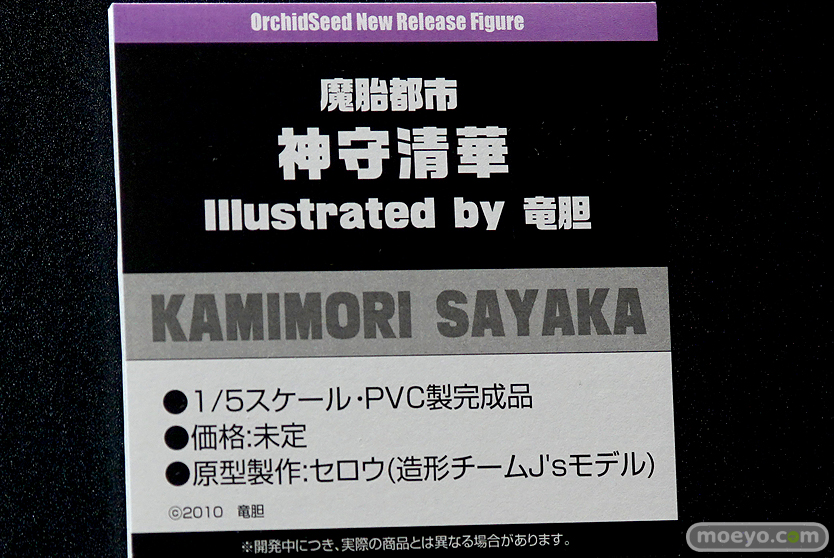 OrchidSeed New Release Figure
魔胎都市
神守清華
Illustrated by 竜胆
KAMIMORI SAYAKA
●1/5スケール・PVC製完成品
●価格:未定
●原型製作:セロウ(造形チームJ'sモデル)
©2010 竜胆
※開発中につき、実際の商品とは異なる場合があります。
moeyo.com